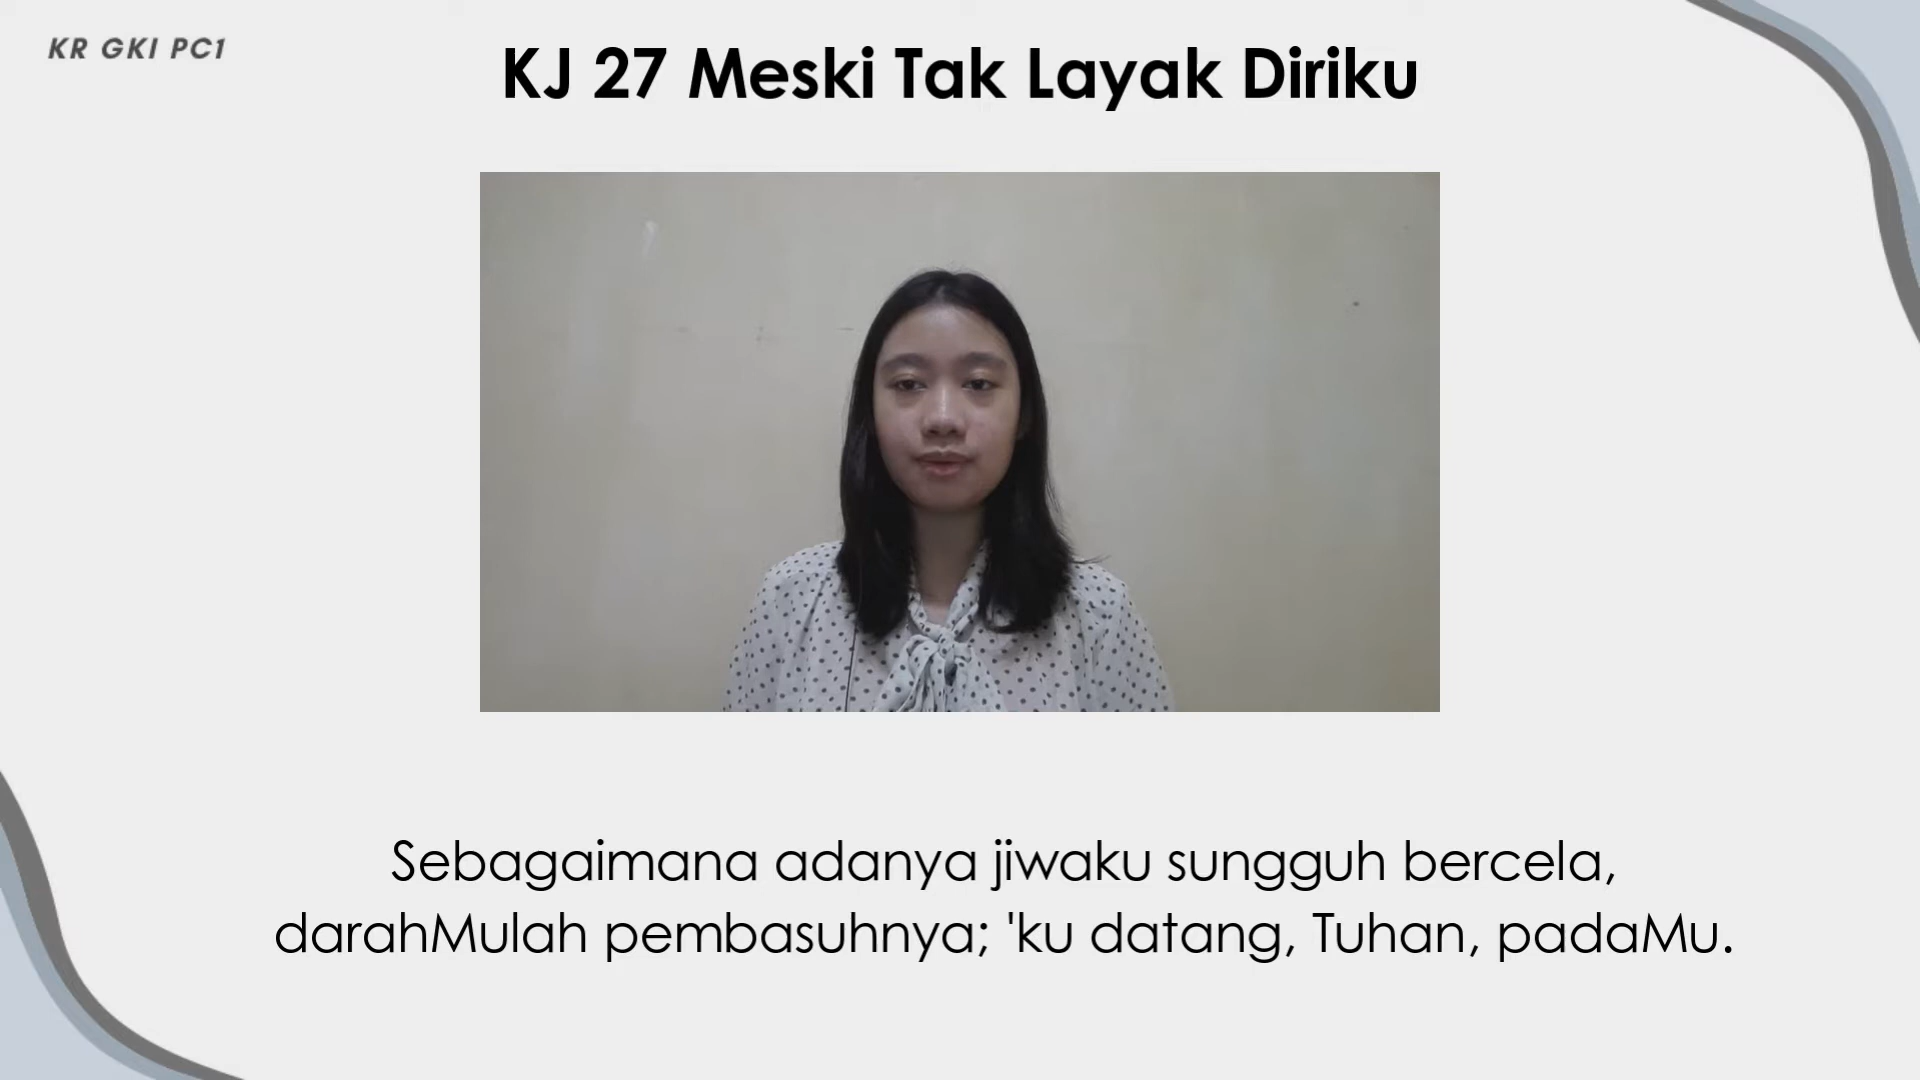 KR GKI PC1
KJ 27 Meski Tak Layak Diriku
Sebagaimana adanya jiwaku sungguh bercela,
darahMulah pembasuhnya; 'ku datang, Tuhan, padaMu.